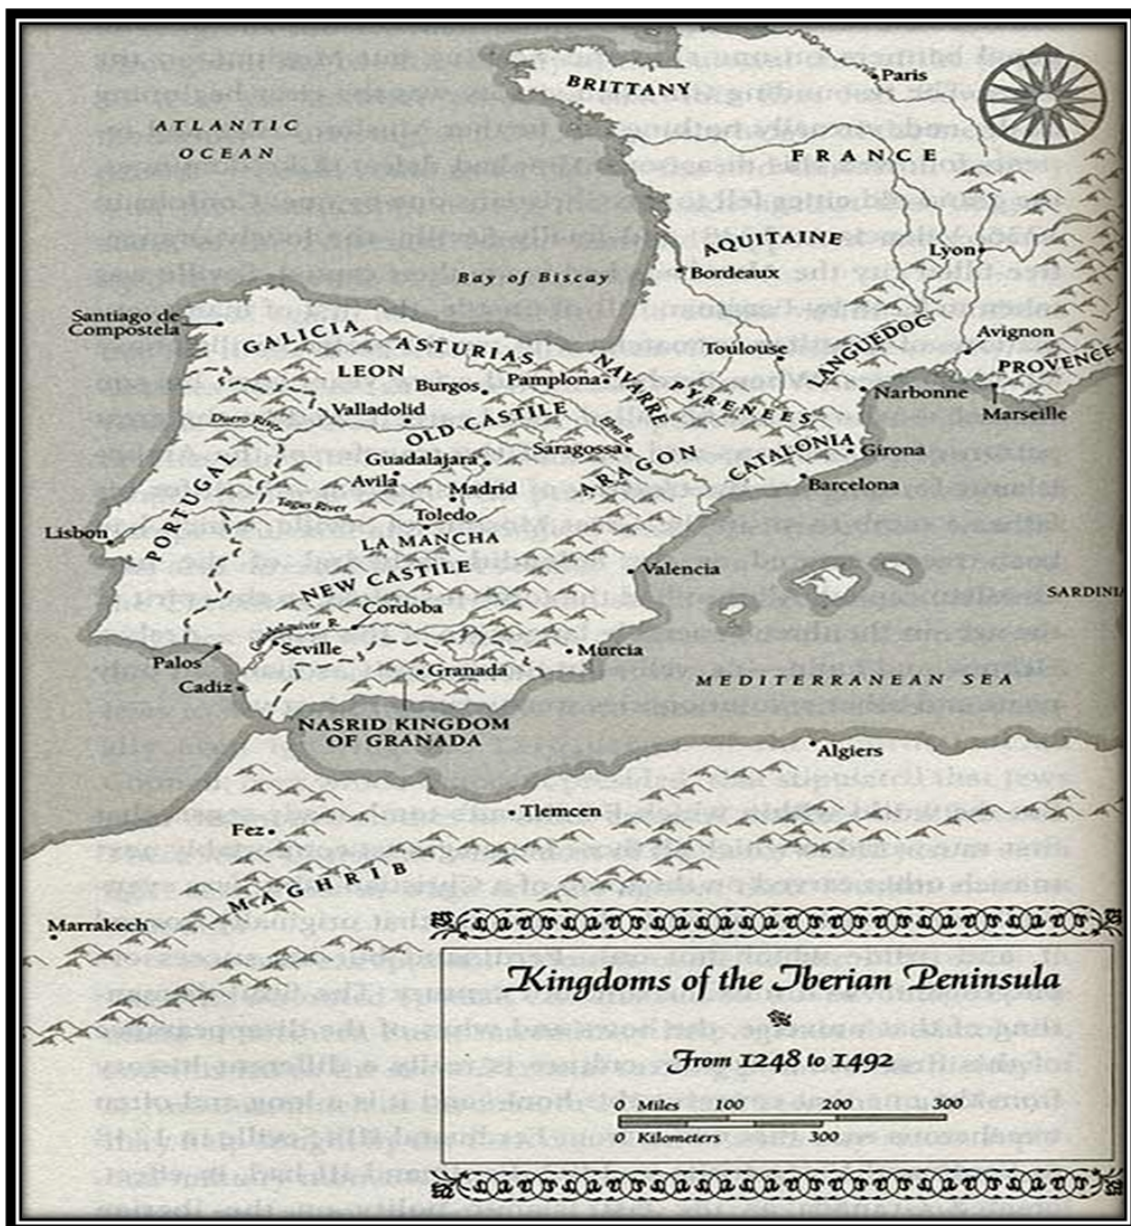 BRITTANY
Paris
ATLANTIC
OCEAN
FRANCE
AQUITAINE
Lyon
Bordeaux
Bay of Biscay
Santiago de
Compostela
GALICIA
ASTURIAS
LANGUEDOC
Avignon
Toulouse
PROVENCE
LEON
Burgos
Pamplona
NAVARRE
PYRENEES
Narbonne
Marseille
Valladolid
Duero River
OLD CASTILE
Ebro R.
Saragossa
ARAGON
CATALONIA
Girona
Guadalajara
Avila
Madrid
Barcelona
PORTUGAL
Tagus River
Toledo
Lisbon
LA MANCHA
Valencia
NEW CASTILE
SARDINI
Cordoba
R.
Seville
Palos
Murcia
Granada
Cadiz
MEDITERRANEAN SEA
NASRID KINGDOM
OF GRANADA
Algiers
Tlemcen
Fez
MAGHRIB
Marrakech
Kingdoms of the Iberian Peninsula
From 1248 to 1492
0 Miles 100 200 300
0 Kilometers 300